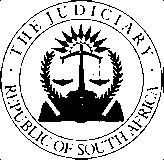 · THE JUDICIARY ·
REPUBLIC OF SOUTH AFRICA